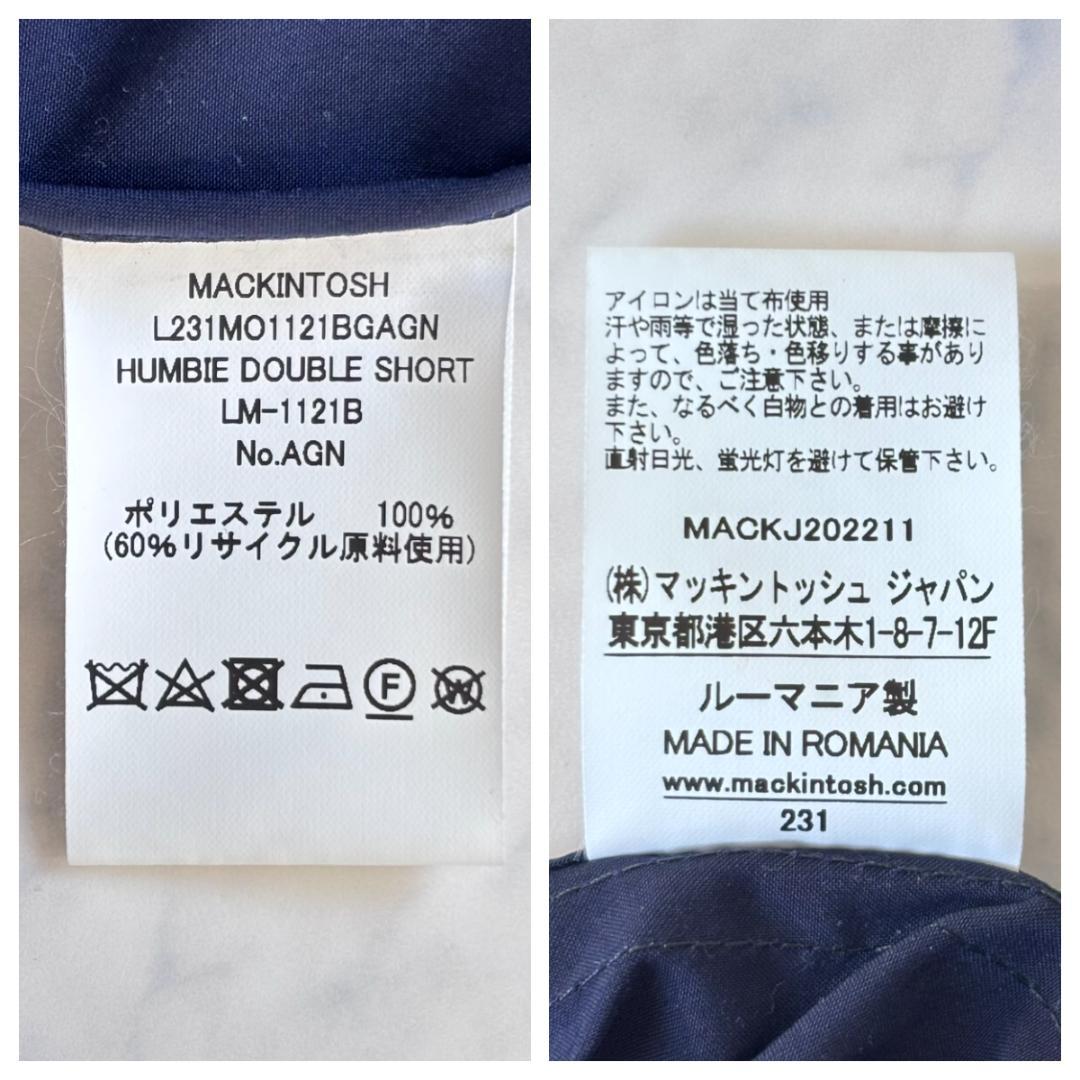 MACKINTOSH
L231MO1121BGAGN
HUMBIE DOUBLE SHORT
LM-1121B
No.AGN
ポリエステル 100%
(60%リサイクル原料使用)
F
W
アイロンは当て布使用
汗や雨等で湿った状態、または摩擦に
よって、色落ち・色移りする事があり
ますので、ご注意下さい。
また、なるべく白物との着用はお避け
下さい。
直射日光、蛍光灯を避けて保管下さい。
MACKJ202211
(株)マッキントッシュ ジャパン
東京都港区六本木1-8-7-12F
ルーマニア製
MADE IN ROMANIA
www.mackintosh.com
231